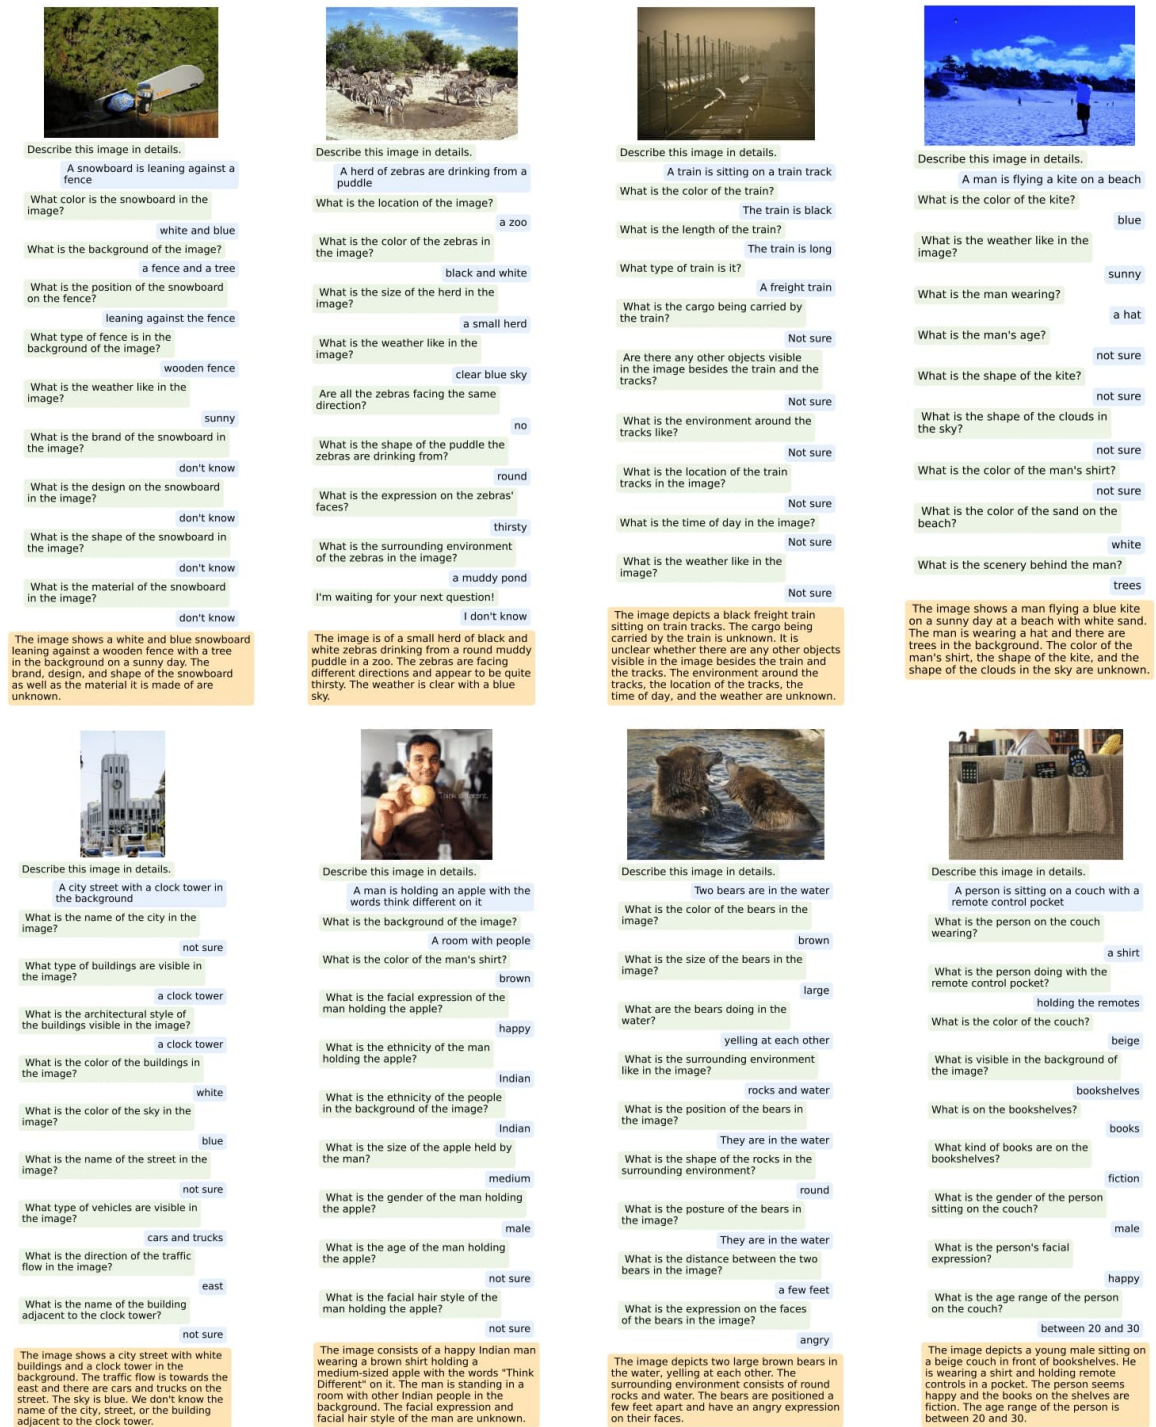 Describe this image in details.
A snowboard is leaning against a
fence
What color is the snowboard in the
image?
white and blue
What is the background of the image?
a fence and a tree
What is the position of the snowboard
on the fence?
leaning against the fence
What type of fence is in the
background of the image?
wooden fence
What is the weather like in the
image?
sunny
What is the brand of the snowboard in
the image?
don't know
What is the design on the snowboard
in the image?
don't know
What is the shape of the snowboard in
the image?
don't know
What is the material of the snowboard
in the image?
don't know
The image shows a white and blue snowboard
leaning against a wooden fence with a tree
in the background on a sunny day. The
brand, design, and shape of the snowboard
as well as the material it is made of are
unknown.
Describe this image in details.
A herd of zebras are drinking from a
puddle
What is the location of the image?
a zoo
What is the color of the zebras in
the image?
black and white
What is the size of the herd in the
image?
a small herd
What is the weather like in the
image?
clear blue sky
Are all the zebras facing the same
direction?
no
What is the shape of the puddle the
zebras are drinking from?
round
What is the expression on the zebras'
faces?
thirsty
What is the surrounding environment
of the zebras in the image?
a muddy pond
I'm waiting for your next question!
I don't know
The image is of a small herd of black and
white zebras drinking from a round muddy
puddle in a zoo. The zebras are facing
different directions and appear to be quite
thirsty. The weather is clear with a blue
sky.
Describe this image in details.
A train is sitting on a train track
What is the color of the train?
The train is black
What is the length of the train?
The train is long
What type of train is it?
A freight train
What is the cargo being carried by
the train?
Not sure
Are there any other objects visible
in the image besides the train and the
tracks?
Not sure
What is the environment around the
tracks like?
Not sure
What is the location of the train
tracks in the image?
Not sure
What is the time of day in the image?
Not sure
What is the weather like in the
image?
Not sure
The image depicts a black freight train
sitting on train tracks. The cargo being
carried by the train is unknown. It is
unclear whether there are any other objects
visible in the image besides the train and
the tracks. The environment around the
tracks, the location of the tracks, the
time of day, and the weather are unknown.
Describe this image in details.
A man is flying a kite on a beach
What is the color of the kite?
blue
What is the weather like in the
image?
sunny
What is the man wearing?
a hat
What is the man's age?
not sure
What is the shape of the kite?
not sure
What is the shape of the clouds in
the sky?
not sure
What is the color of the man's shirt?
not sure
What is the color of the sand on the
beach?
white
What is the scenery behind the man?
trees
The image shows a man flying a blue kite
on a sunny day at a beach with white sand.
The man is wearing a hat and there are
trees in the background. The color of the
man's shirt, the shape of the kite, and the
shape of the clouds in the sky are unknown.
Describe this image in details.
A city street with a clock tower in
the background
What is the name of the city in the
image?
not sure
What type of buildings are visible in
the image?
a clock tower
What is the architectural style of
the buildings visible in the image?
a clock tower
What is the color of the buildings in
the image?
white
What is the color of the sky in the
image?
blue
What is the name of the street in the
image?
not sure
What type of vehicles are visible in
the image?
cars and trucks
What is the direction of the traffic
flow in the image?
east
What is the name of the building
adjacent to the clock tower?
not sure
The image shows a city street with white
buildings and a clock tower in the
background. The traffic flow is towards the
east and there are cars and trucks on the
street. The sky is blue. We don't know the
name of the city, street, or the building
adjacent to the clock tower.
Think different.
Describe this image in details.
A man is holding an apple with the
words think different on it
What is the background of the image?
A room with people
What is the color of the man's shirt?
brown
What is the facial expression of the
man holding the apple?
happy
What is the ethnicity of the man
holding the apple?
Indian
What is the ethnicity of the people
in the background of the image?
Indian
What is the size of the apple held by
the man?
medium
What is the gender of the man holding
the apple?
male
What is the age of the man holding
the apple?
not sure
What is the facial hair style of the
man holding the apple?
not sure
The image consists of a happy Indian man
wearing a brown shirt holding a
medium-sized apple with the words "Think
Different" on it. The man is standing in a
room with other Indian people in the
background. The facial expression and
facial hair style of the man are unknown.
Describe this image in details.
Two bears are in the water
What is the color of the bears in the
image?
brown
What is the size of the bears in the
image?
large
What are the bears doing in the
water?
yelling at each other
What is the surrounding environment
like in the image?
rocks and water
What is the position of the bears in
the image?
They are in the water
What is the shape of the rocks in the
surrounding environment?
round
What is the posture of the bears in
the image?
They are in the water
What is the distance between the two
bears in the image?
a few feet
What is the expression on the faces
of the bears in the image?
angry
The image depicts two large brown bears in
the water, yelling at each other. The
surrounding environment consists of round
rocks and water. The bears are positioned a
few feet apart and have an angry expression
on their faces.
Describe this image in details.
A person is sitting on a couch with a
remote control pocket
What is the person on the couch
wearing?
a shirt
What is the person doing with the
remote control pocket?
holding the remotes
What is the color of the couch?
beige
What is visible in the background of
the image?
bookshelves
What is on the bookshelves?
books
What kind of books are on the
bookshelves?
fiction
What is the gender of the person
sitting on the couch?
male
What is the person's facial
expression?
happy
What is the age range of the person
on the couch?
between 20 and 30
The image depicts a young male sitting on
a beige couch in front of bookshelves. He
is wearing a shirt and holding remote
controls in a pocket. The person seems
happy and the books on the shelves are
fiction. The age range of the person is
between 20 and 30.